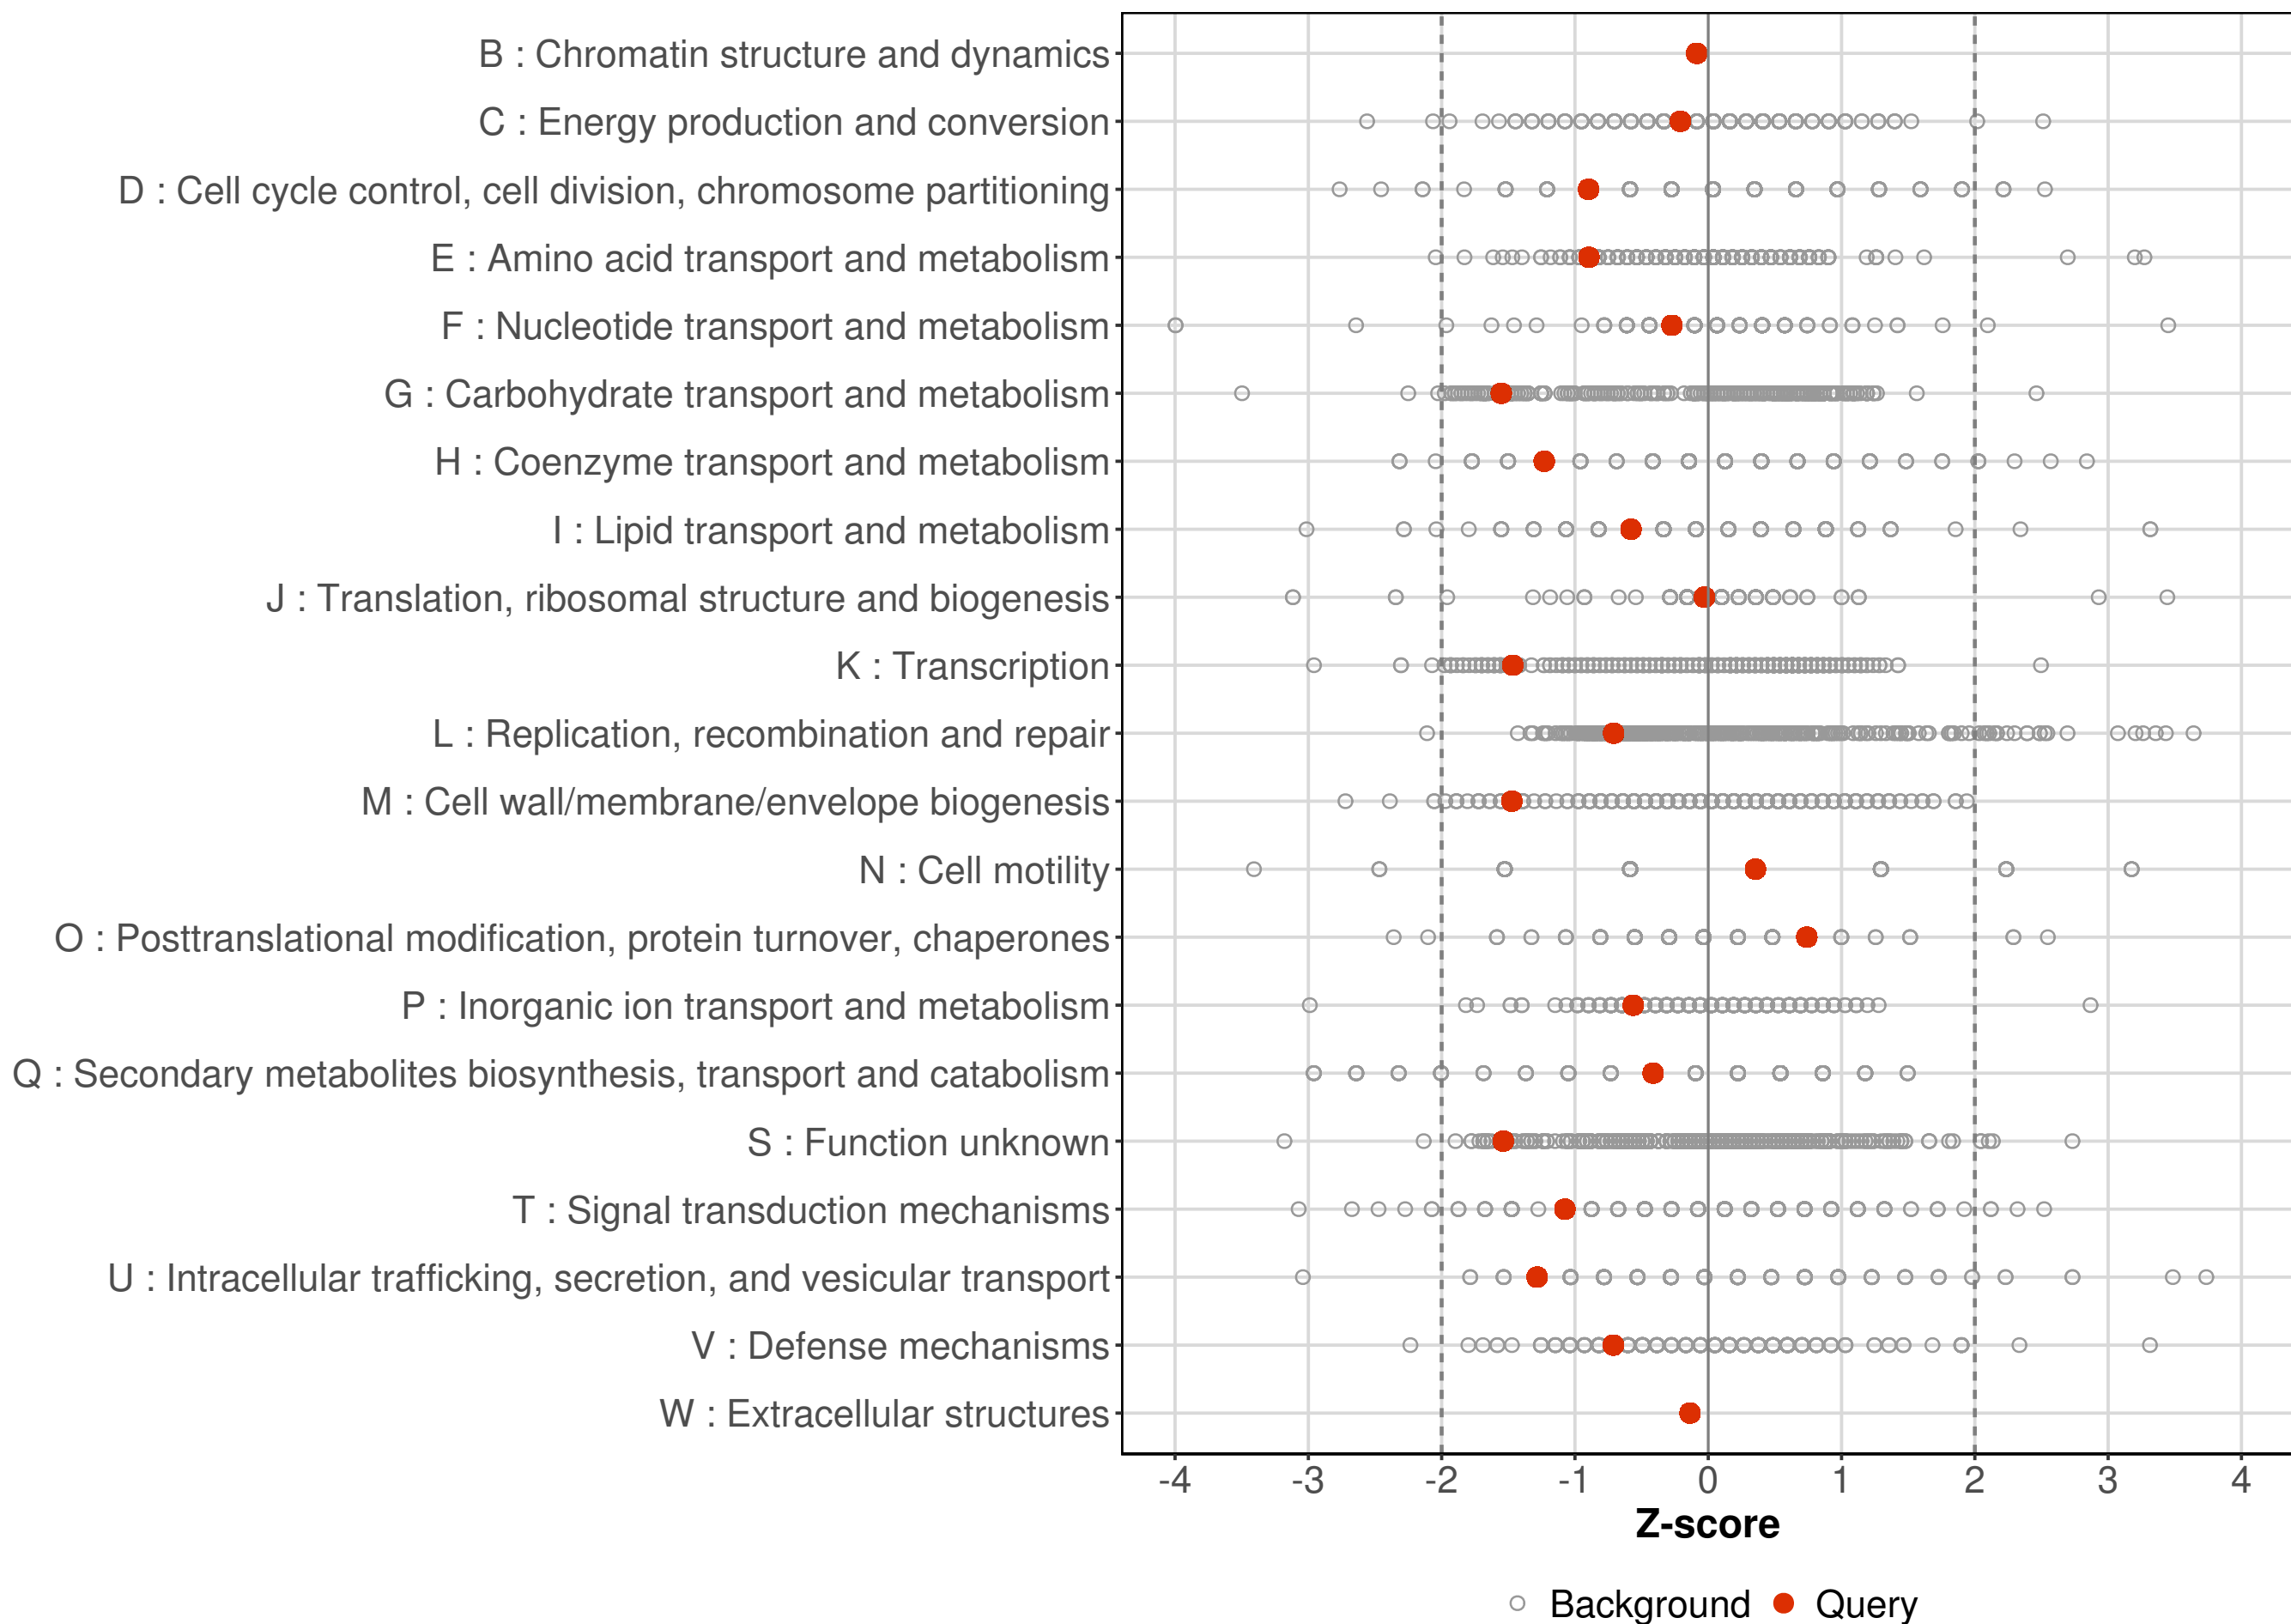 B : Chromatin structure and dynamics
C : Energy production and conversion
D : Cell cycle control, cell division, chromosome partitioning
E : Amino acid transport and metabolism
F : Nucleotide transport and metabolism
G : Carbohydrate transport and metabolism
H : Coenzyme transport and metabolism
I : Lipid transport and metabolism
J : Translation, ribosomal structure and biogenesis
K : Transcription
L : Replication, recombination and repair
M : Cell wall/membrane/envelope biogenesis
N : Cell motility
O : Posttranslational modification, protein turnover, chaperones
P : Inorganic ion transport and metabolism
Q : Secondary metabolites biosynthesis, transport and catabolism
S : Function unknown
T : Signal transduction mechanisms
U : Intracellular trafficking, secretion, and vesicular transport
V : Defense mechanisms
W : Extracellular structures
-4 -3 -2 -1 0 1 2 3 4
Z-score
Background Query